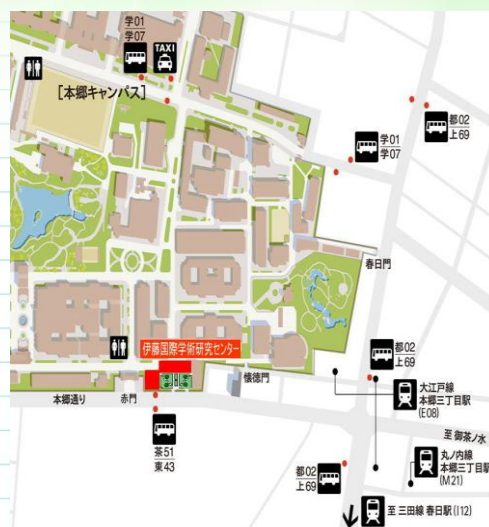 学01
学07
TAXI
[本郷キャンパス]
都02
上69
学01
学07
春日門
伊藤国際学術研究センター
都02
上69
懐徳門
大江戸線
本郷三丁目駅
(E08)
本郷通り
赤門
至 御茶ノ水
茶51
東43
丸ノ内線
本郷三丁目駅
(M21)
都02
上69
至 三田線 春日駅(I12)